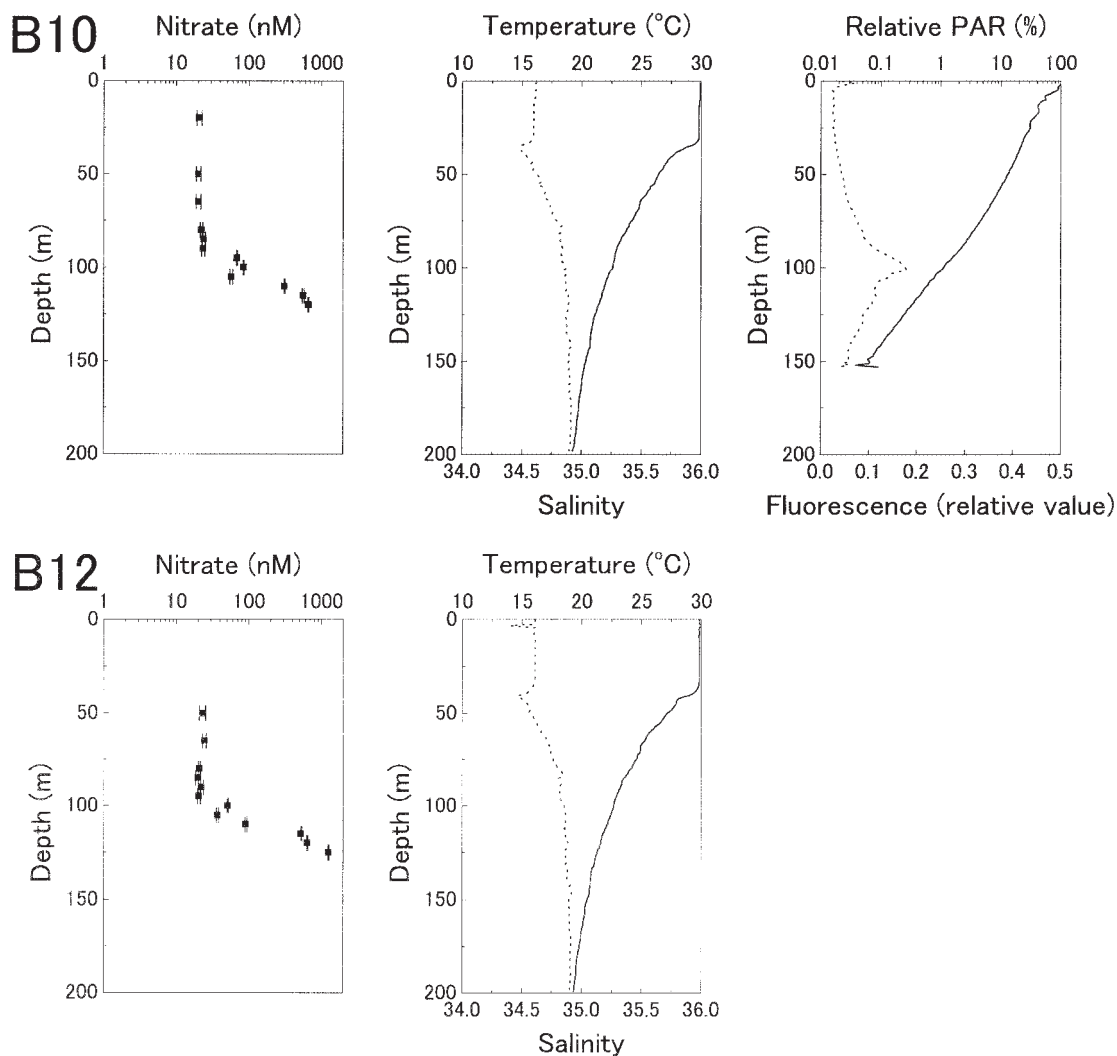 B10
Nitrate (nM)
1 10 100 1000
0
50
100
150
200
Depth (m)
Temperature (°C)
10 15 20 25 30
0
50
100
150
200
Depth (m)
34.0 34.5 35.0 35.5 36.0
Salinity
Relative PAR (%)
0.01 0.1 1 10 100
0
50
100
150
200
Depth (m)
0.0 0.1 0.2 0.3 0.4 0.5
Fluorescence (relative value)
B12
Nitrate (nM)
1 10 100 1000
0
50
100
150
200
Depth (m)
Temperature (°C)
10 15 20 25 30
0
50
100
150
200
Depth (m)
34.0 34.5 35.0 35.5 36.0
Salinity